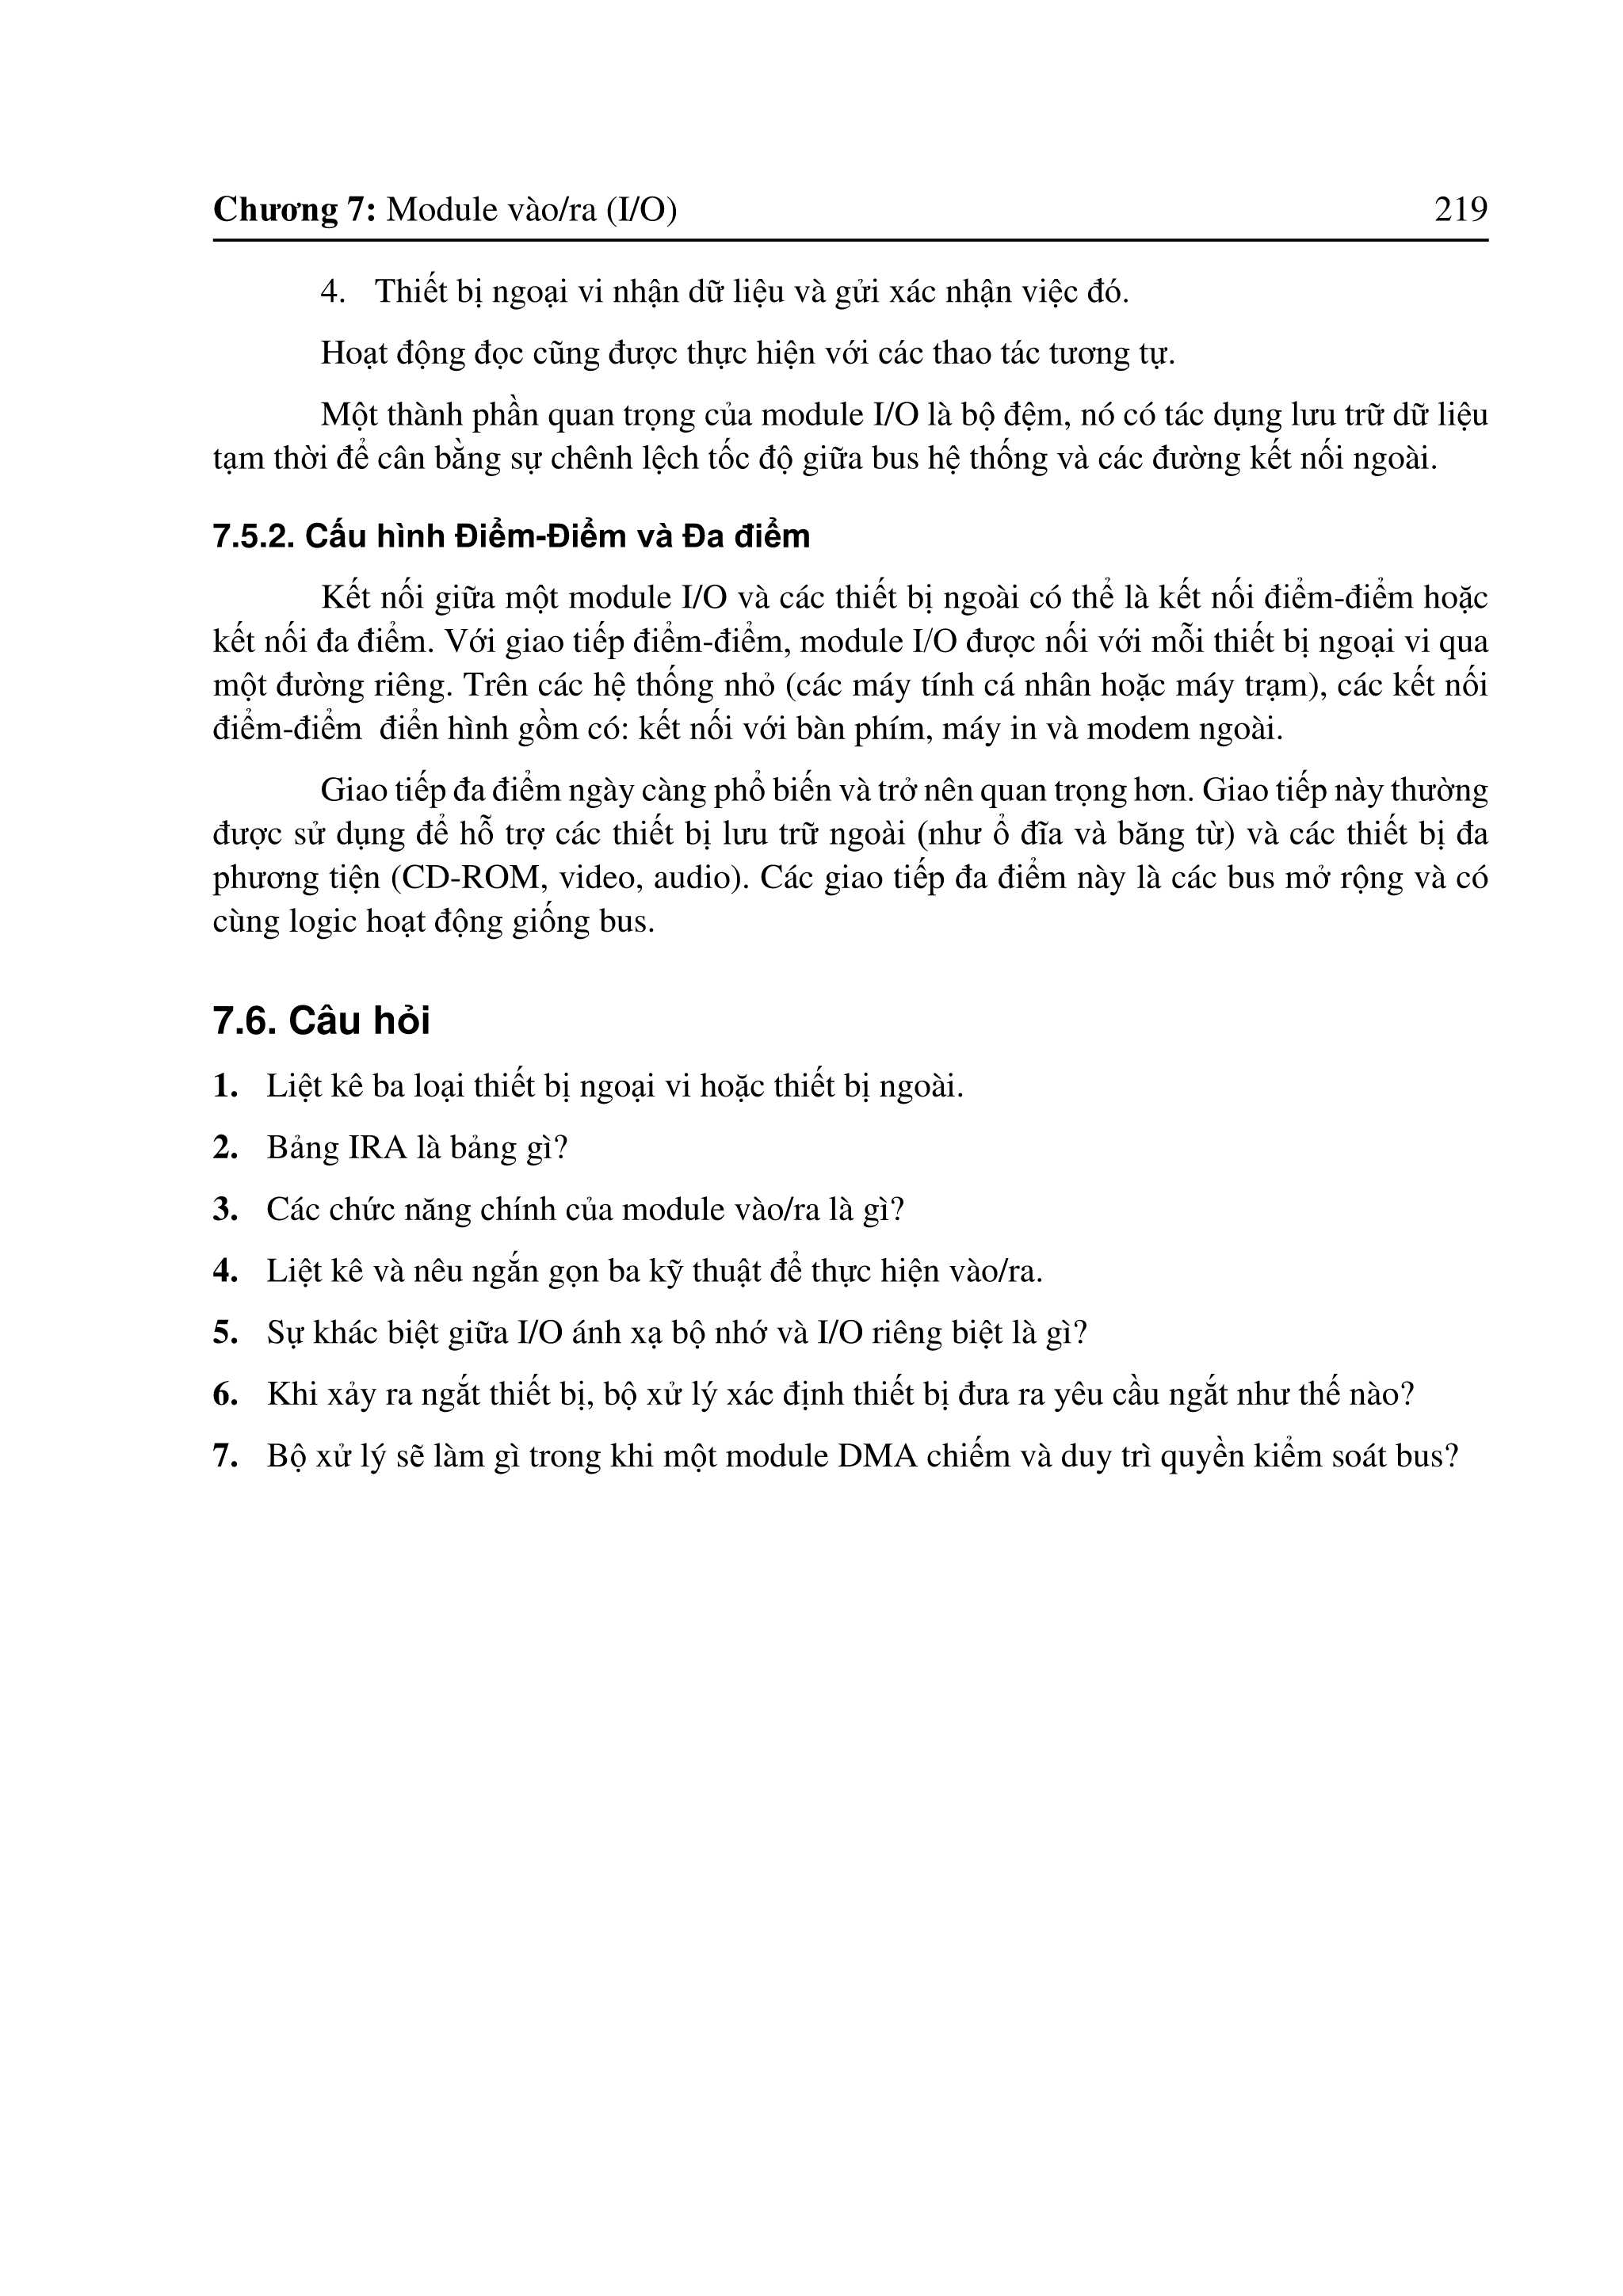 Chương 7: Module vào/ra (I/O) 219
4. Thiết bị ngoại vi nhận dữ liệu và gửi xác nhận việc đó.
Hoạt động đọc cũng được thực hiện với các thao tác tương tự.
Một thành phần quan trọng của module I/O là bộ đệm, nó có tác dụng lưu trữ dữ liệu
tạm thời để cân bằng sự chênh lệch tốc độ giữa bus hệ thống và các đường kết nối ngoài.
7.5.2. Cấu hình Điểm-Điểm và Đa điểm
Kết nối giữa một module I/O và các thiết bị ngoài có thể là kết nối điểm-điểm hoặc
kết nối đa điểm. Với giao tiếp điểm-điểm, module I/O được nối với mỗi thiết bị ngoại vi qua
một đường riêng. Trên các hệ thống nhỏ (các máy tính cá nhân hoặc máy trạm), các kết nối
điểm-điểm điển hình gồm có: kết nối với bàn phím, máy in và modem ngoài.
Giao tiếp đa điểm ngày càng phổ biến và trở nên quan trọng hơn. Giao tiếp này thường
được sử dụng để hỗ trợ các thiết bị lưu trữ ngoài (như ổ đĩa và băng từ) và các thiết bị đa
phương tiện (CD-ROM, video, audio). Các giao tiếp đa điểm này là các bus mở rộng và có
cùng logic hoạt động giống bus.
7.6. Câu hỏi
1. Liệt kê ba loại thiết bị ngoại vi hoặc thiết bị ngoài.
2. Bảng IRA là bảng gì?
3. Các chức năng chính của module vào/ra là gì?
4. Liệt kê và nêu ngắn gọn ba kỹ thuật để thực hiện vào/ra.
5. Sự khác biệt giữa I/O ánh xạ bộ nhớ và I/O riêng biệt là gì?
6. Khi xảy ra ngắt thiết bị, bộ xử lý xác định thiết bị đưa ra yêu cầu ngắt như thế nào?
7. Bộ xử lý sẽ làm gì trong khi một module DMA chiếm và duy trì quyền kiểm soát bus?